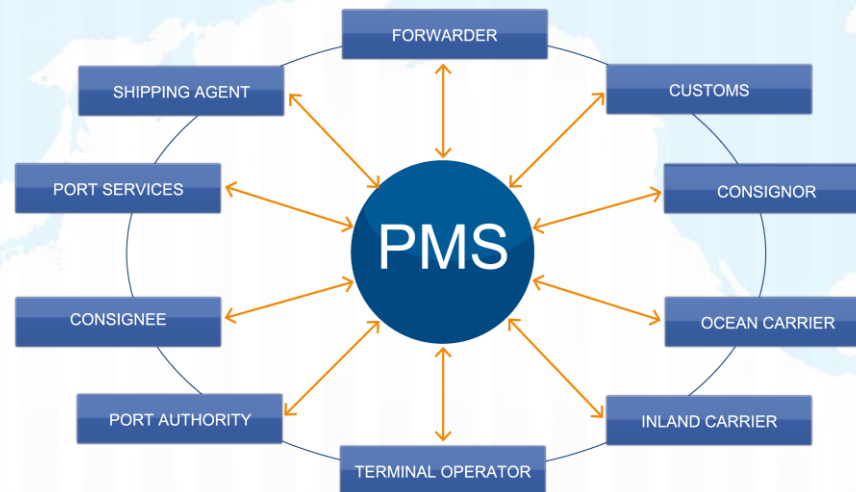 FORWARDER
SHIPPING AGENT
CUSTOMS
PORT SERVICES
CONSIGNOR
PMS
CONSIGNEE
OCEAN CARRIER
PORT AUTHORITY
INLAND CARRIER
TERMINAL OPERATOR